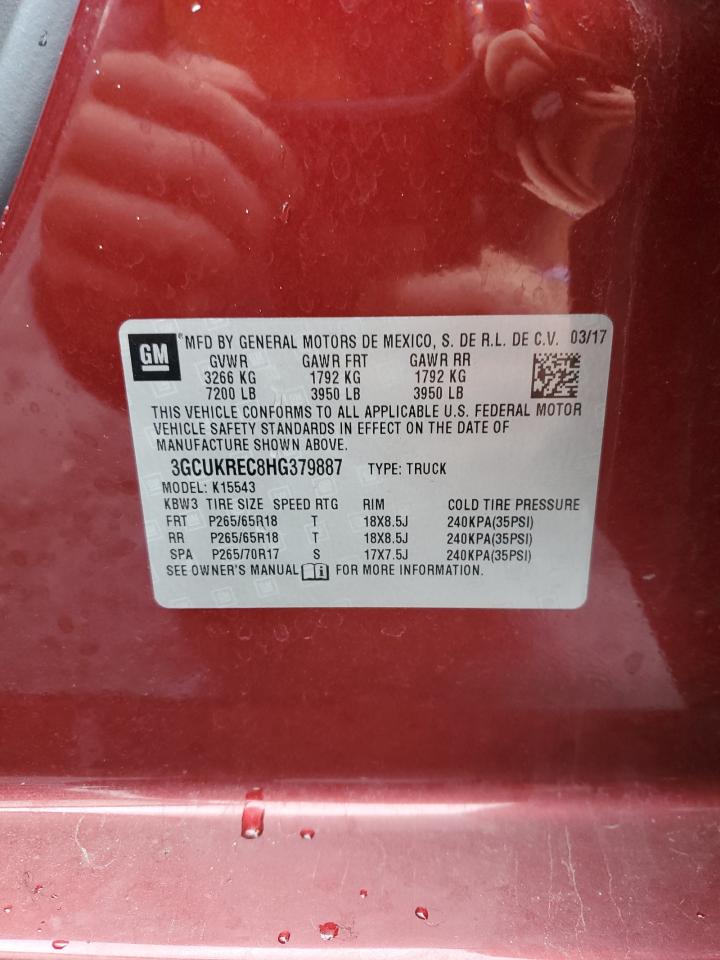 GM
®MFD BY GENERAL MOTORS DE MEXICO, S. DE R.L. DE C.V. 03/17
GVWR GAWR FRT GAWR RR
3266 KG 1792 KG 1792 KG
7200 LB 3950 LB 3950 LB
THIS VEHICLE CONFORMS TO ALL APPLICABLE U.S. FEDERAL MOTOR
VEHICLE SAFETY STANDARDS IN EFFECT ON THE DATE OF
MANUFACTURE SHOWN ABOVE.
3GCUKREC8HG379887 TYPE: TRUCK
MODEL: K15543
KBW3 TIRE SIZE SPEED RTG RIM COLD TIRE PRESSURE
FRT P265/65R18 T 18X8.5J 240KPA(35PSI)
RR P265/65R18 T 18X8.5J 240KPA(35PSI)
SPA P265/70R17 S 17X7.5J 240KPA(35PSI)
SEE OWNER'S MANUAL i FOR MORE INFORMATION.